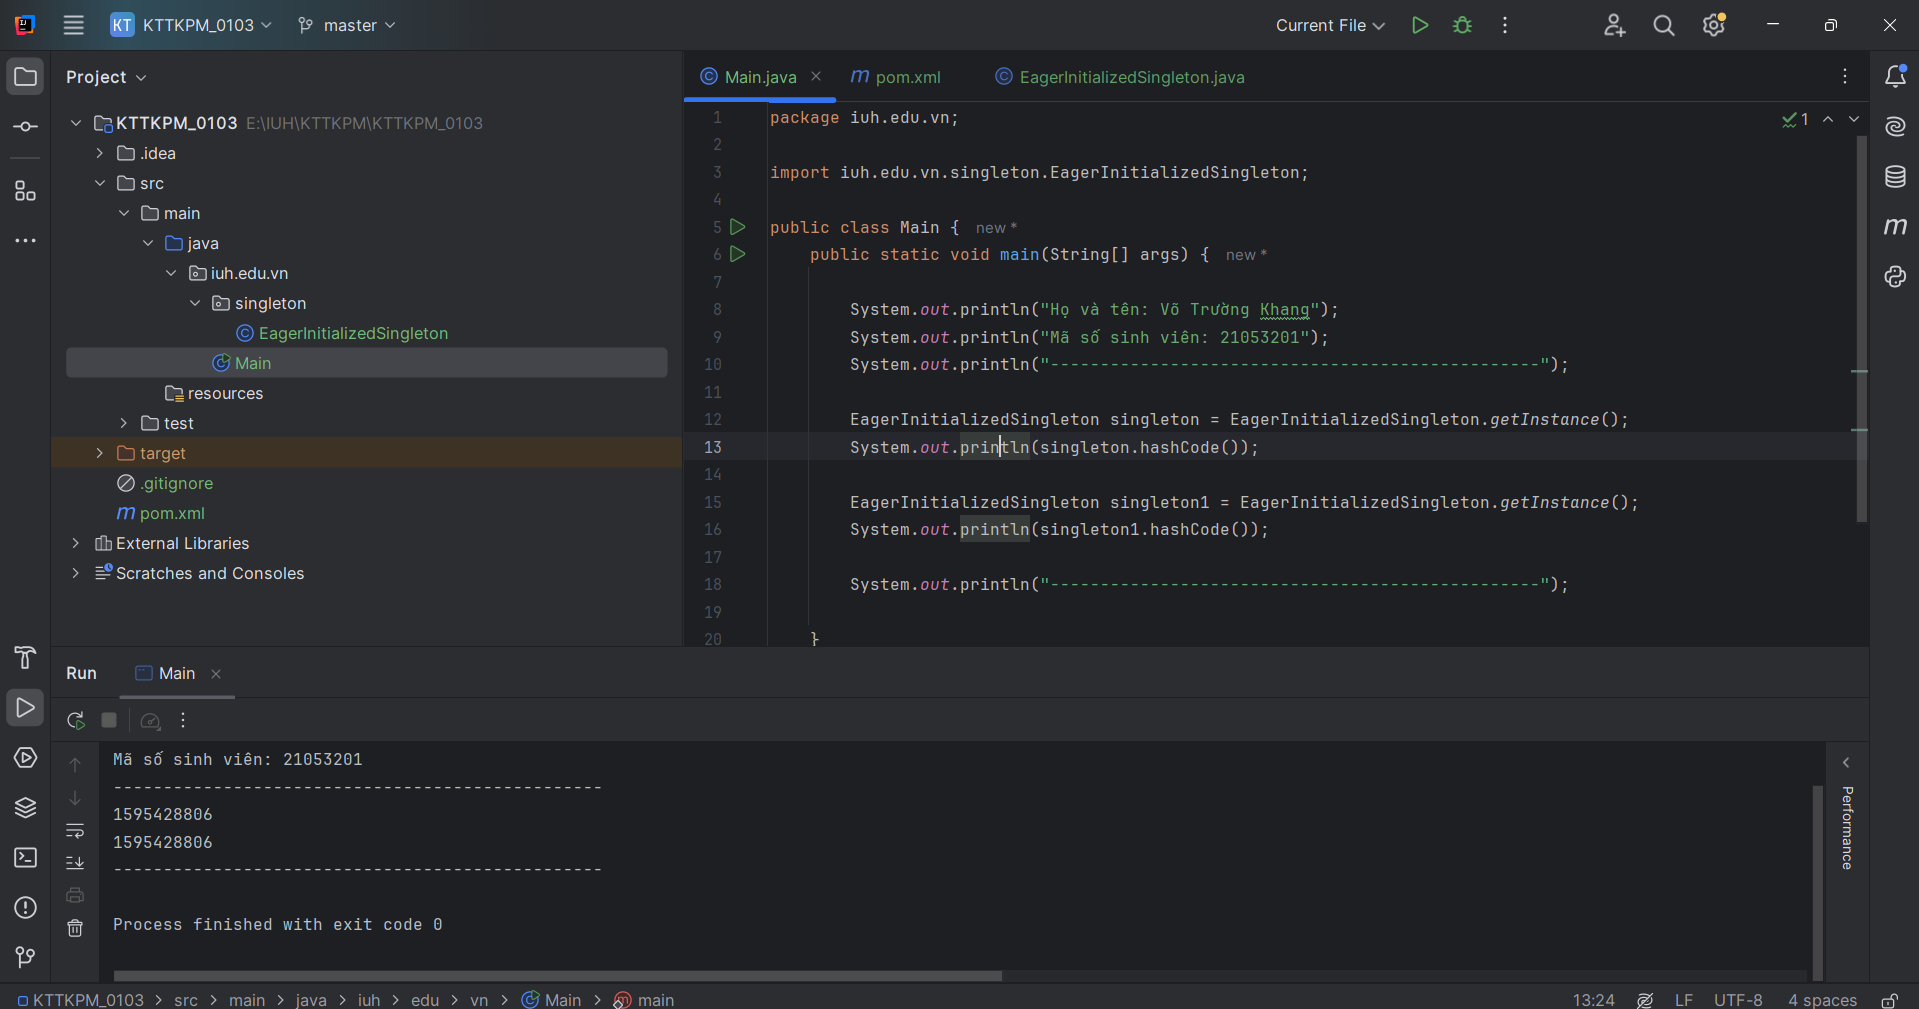 KT KTTKPM_0103 master Current File
Project
KTTKPM_0103 E:\IUH\KTTKPM\KTTKPM_0103
.idea
src
main
java
iuh.edu.vn
singleton
EagerInitializedSingleton
Main
resources
test
target
.gitignore
m pom.xml
External Libraries
Scratches and Consoles
Main.java m pom.xml EagerInitializedSingleton.java
1 package iuh.edu.vn; 1
2
3 import iuh.edu.vn.singleton.EagerInitializedSingleton;
4
5 public class Main { new *
6 public static void main(String[] args) { new *
7
8 System.out.println("Họ và tên: Võ Trường Khang");
9 System.out.println("Mã số sinh viên: 21053201");
10 System.out.println("-------------------------------------------------");
11
12 EagerInitializedSingleton singleton = EagerInitializedSingleton.getInstance();
13 System.out.println(singleton.hashCode());
14
15 EagerInitializedSingleton singleton1 = EagerInitializedSingleton.getInstance();
16 System.out.println(singleton1.hashCode());
17
18 System.out.println("-------------------------------------------------");
19
20 }
Run Main
Mã số sinh viên: 21053201
-------------------------------------------------
1595428806
1595428806
-------------------------------------------------
Process finished with exit code 0
Performance
KTTKPM_0103 > src > main > java > iuh > edu > vn > Main > main 13:24 LF UTF-8 4 spaces